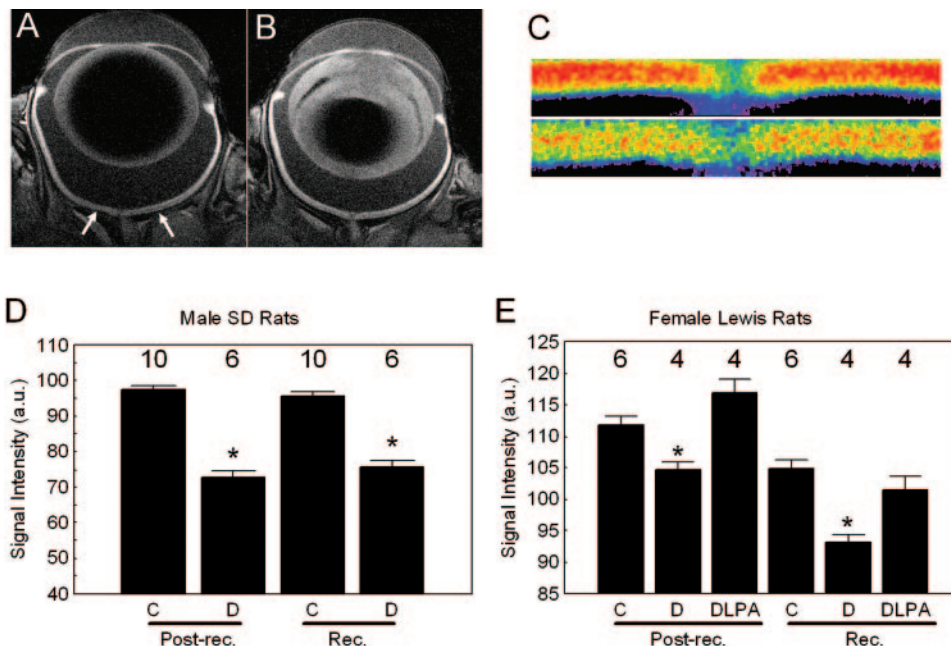 A
B
C
D
Male SD Rats
10 6 10 6
Signal Intensity (a.u.)
110
100
90
80
70
60
50
40
*
*
C D C D
Post-rec. Rec.
E
Female Lewis Rats
6 4 4 6 4 4
Signal Intensity (a.u.)
125
120
115
110
105
100
95
90
85
*
*
C D DLPA C D DLPA
Post-rec. Rec.